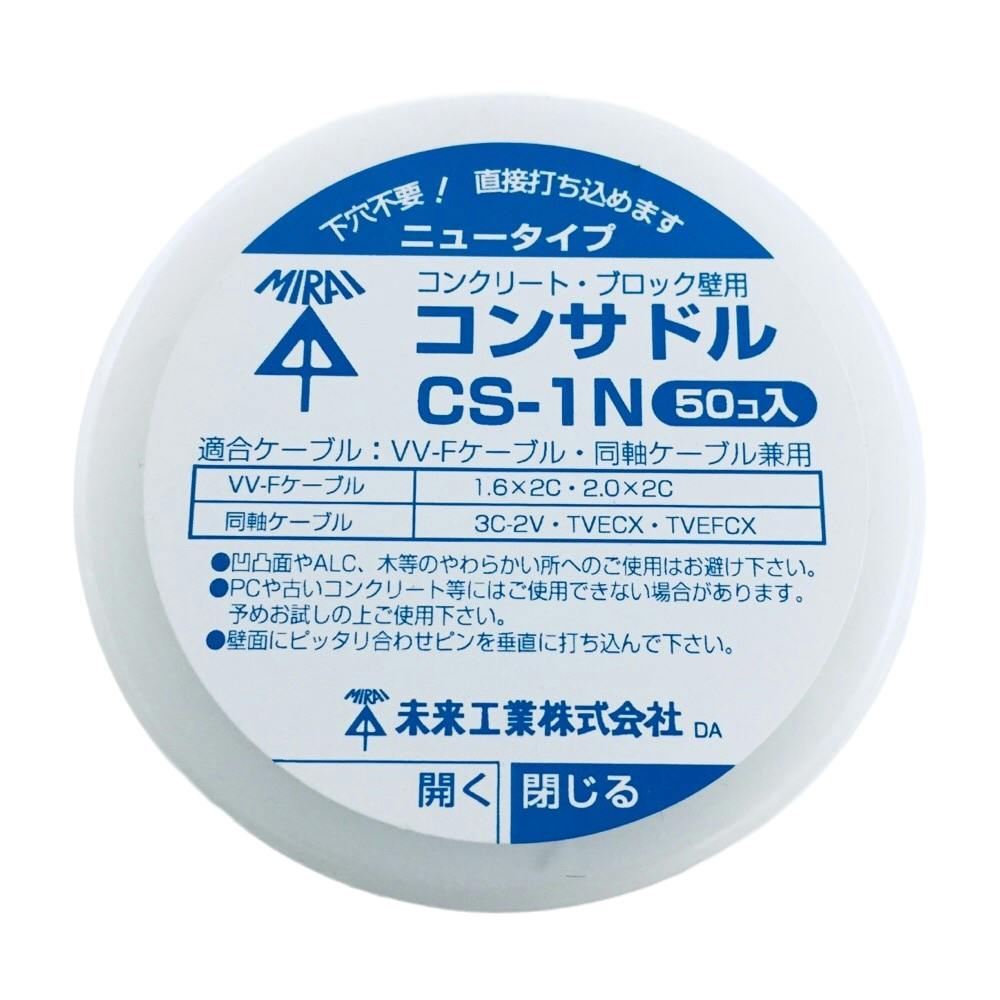 下穴不要! 直接打ち込めます
ニュータイプ
MIRAI
コンクリート・ブロック壁用
コンサドル
CS-1N 50コ入
適合ケーブル:VV-Fケーブル・同軸ケーブル兼用
VV-Fケーブル 1.6×2C・2.0×2C
同軸ケーブル 3C-2V・TVECX・TVEFCX
●凹凸面やALC、木等のやわらかい所へのご使用はお避け下さい。
●PCや古いコンクリート等にはご使用できない場合があります。
予めお試しの上ご使用下さい。
●壁面にピッタリ合わせピンを垂直に打ち込んで下さい。
MIRAI
未来工業株式会社 DA
開く 閉じる